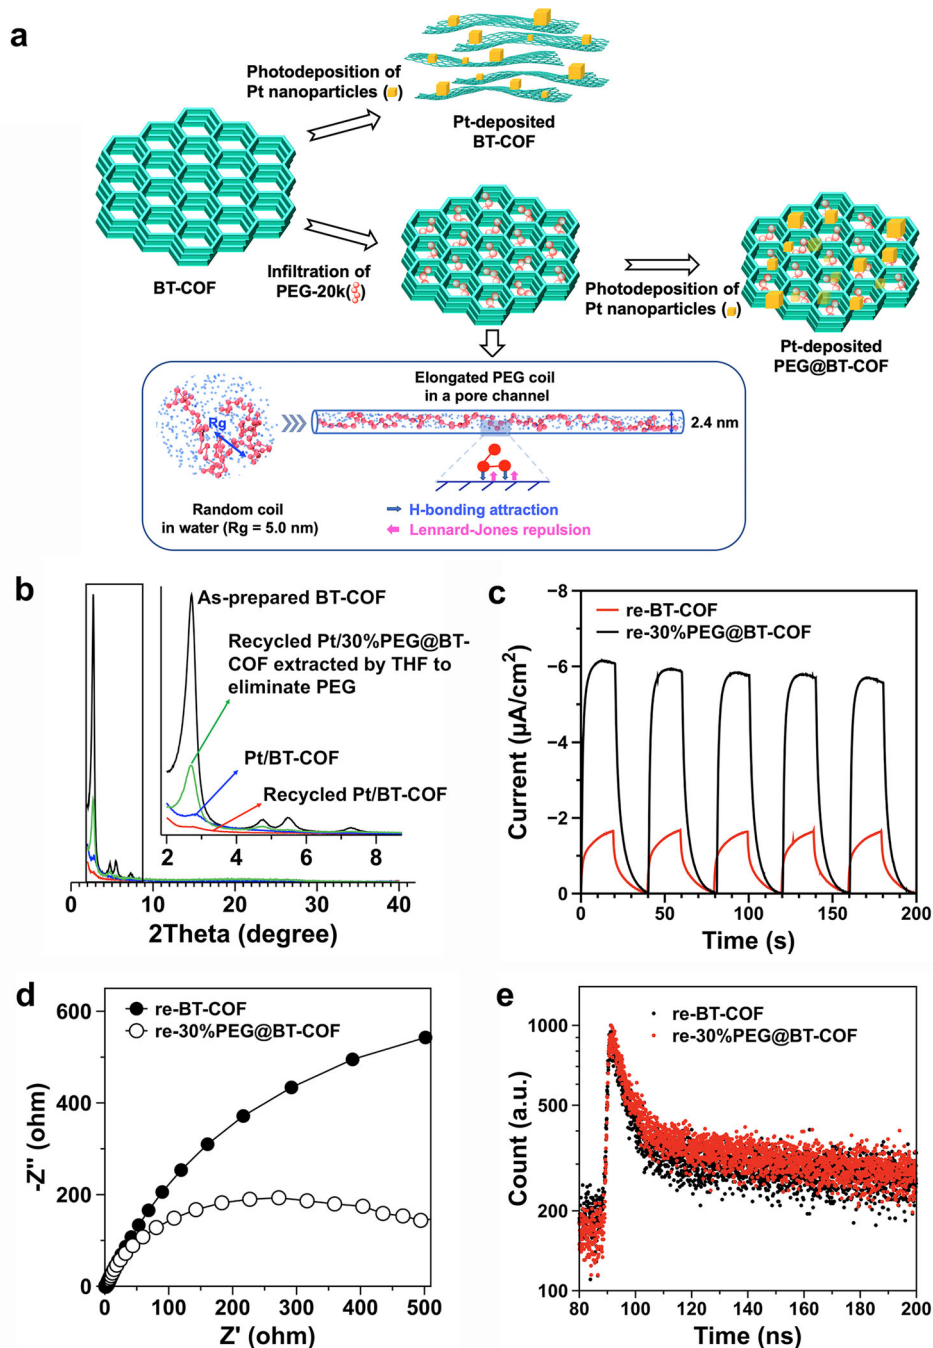 a
Photodeposition of
Pt nanoparticles ( )
Pt-deposited
BT-COF
BT-COF
Infiltration of
PEG-20k( )
Photodeposition of
Pt nanoparticles ( )
Pt-deposited
PEG@BT-COF
Elongated PEG coil
in a pore channel
Rg
2.4 nm
Random coil
in water (Rg = 5.0 nm)
H-bonding attraction
Lennard-Jones repulsion
b
As-prepared BT-COF
Recycled Pt/30%PEG@BT-
COF extracted by THF to
eliminate PEG
Pt/BT-COF
Recycled Pt/BT-COF
2 4 6 8
0 10 20 30 40
2Theta (degree)
c
re-BT-COF
re-30%PEG@BT-COF
Current (µA/cm²)
−8
−6
−4
−2
0
0 50 100 150 200
Time (s)
d
re-BT-COF
re-30%PEG@BT-COF
-Z'' (ohm)
600
400
200
0
0 100 200 300 400 500
Z' (ohm)
e
re-BT-COF
re-30%PEG@BT-COF
Count (a.u.)
1000
500
200
100
80 100 120 140 160 180 200
Time (ns)